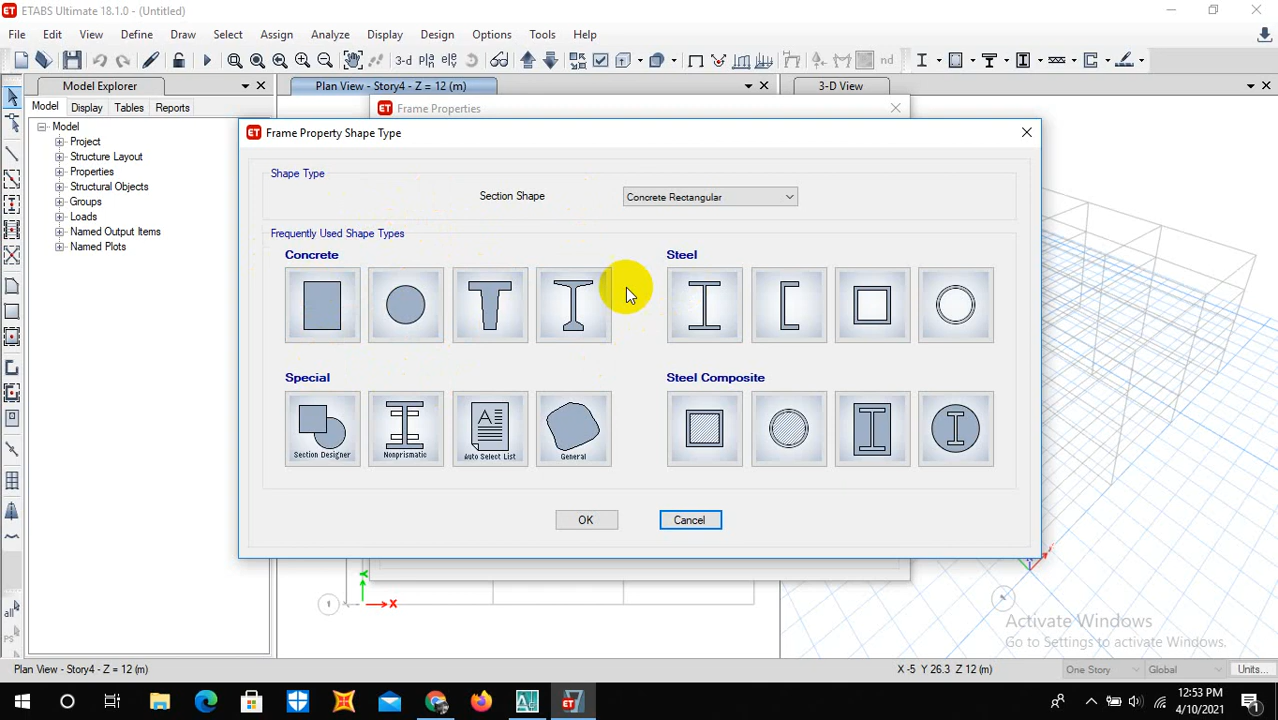 ETABS Ultimate 18.1.0 - (Untitled)
File Edit View Define Draw Select Assign Analyze Display Design Options Tools Help
3-d nd
Model Explorer
Plan View - Story4 - Z = 12 (m)
3-D View
Model Display Tables Reports
Model
Project
Structure Layout
Properties
Structural Objects
Groups
Loads
Named Output Items
Named Plots
Frame Properties
Frame Property Shape Type
Shape Type
Section Shape Concrete Rectangular
Frequently Used Shape Types
Concrete
Steel
Special
Section Designer
Nonprismatic
A
Auto Select List
General
Steel Composite
OK
Cancel
1
Y
X
all
PS
Activate Windows
Go to Settings to activate Windows.
Plan View - Story4 - Z = 12 (m)
X -5 Y 26.3 Z 12 (m)
One Story
Global
Units...
12:53 PM
4/10/2021